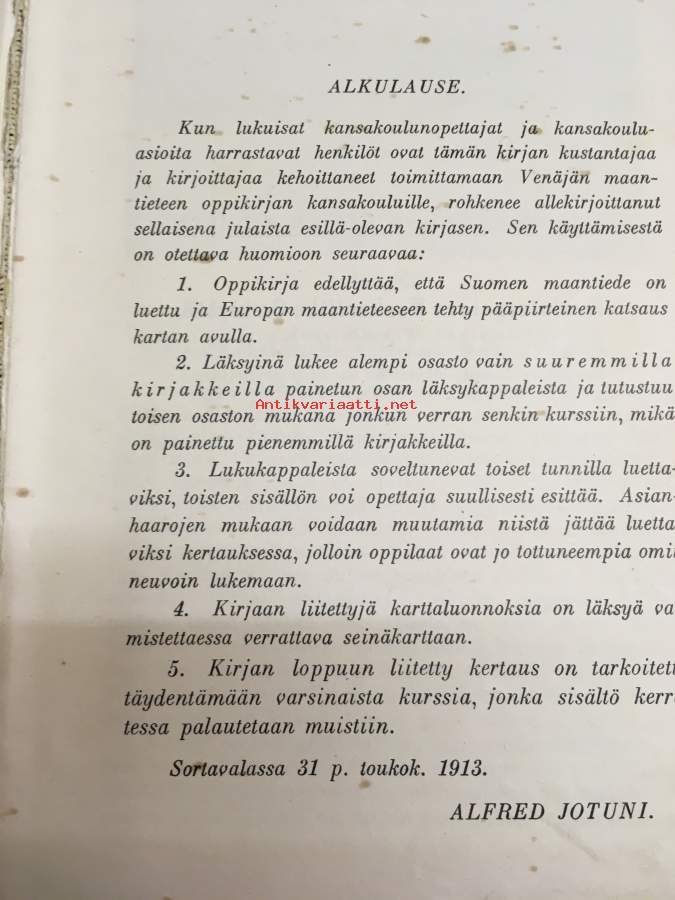 ALKULAUSE.
Kun lukuisat kansakoulunopettajat ja kansakoulu-
asioita harrastavat henkilöt ovat tämän kirjan kustantajaa
ja kirjoittajaa kehoittaneet toimittamaan Venäjän maan-
tieteen oppikirjan kansakouluille, rohkenee allekirjoittanut
sellaisena julaista esillä-olevan kirjasen. Sen käyttämisestä
on otettava huomioon seuraavaa:
1. Oppikirja edellyttää, että Suomen maantiede on
luettu ja Europan maantieteeseen tehty pääpiirteinen katsaus
kartan avulla.
2. Läksyinä lukee alempi osasto vain suuremmilla
kirjakkeilla painetun osan läksykappaleista ja tutustuu
Antikvariaatti.net
toisen osaston mukana jonkun verran senkin kurssiin, mikä
on painettu pienemmillä kirjakkeilla.
3. Lukukappaleista soveltunevat toiset tunnilla luetta-
viksi, toisten sisällön voi opettaja suullisesti esittää. Asian-
haarojen mukaan voidaan muutamia niistä jättää luetta
viksi kertauksessa, jolloin oppilaat ovat jo tottuneempia omi
neuvoin lukemaan.
4. Kirjaan liitettyjä karttaluonnoksia on läksyä va
mistettaessa verrattava seinäkarttaan.
5. Kirjan loppuun liitetty kertaus on tarkoitett
täydentämään varsinaista kurssia, jonka sisältö kerr
tessa palautetaan muistiin.
Sortavalassa 31 p. toukok. 1913.
ALFRED JOTUNI.